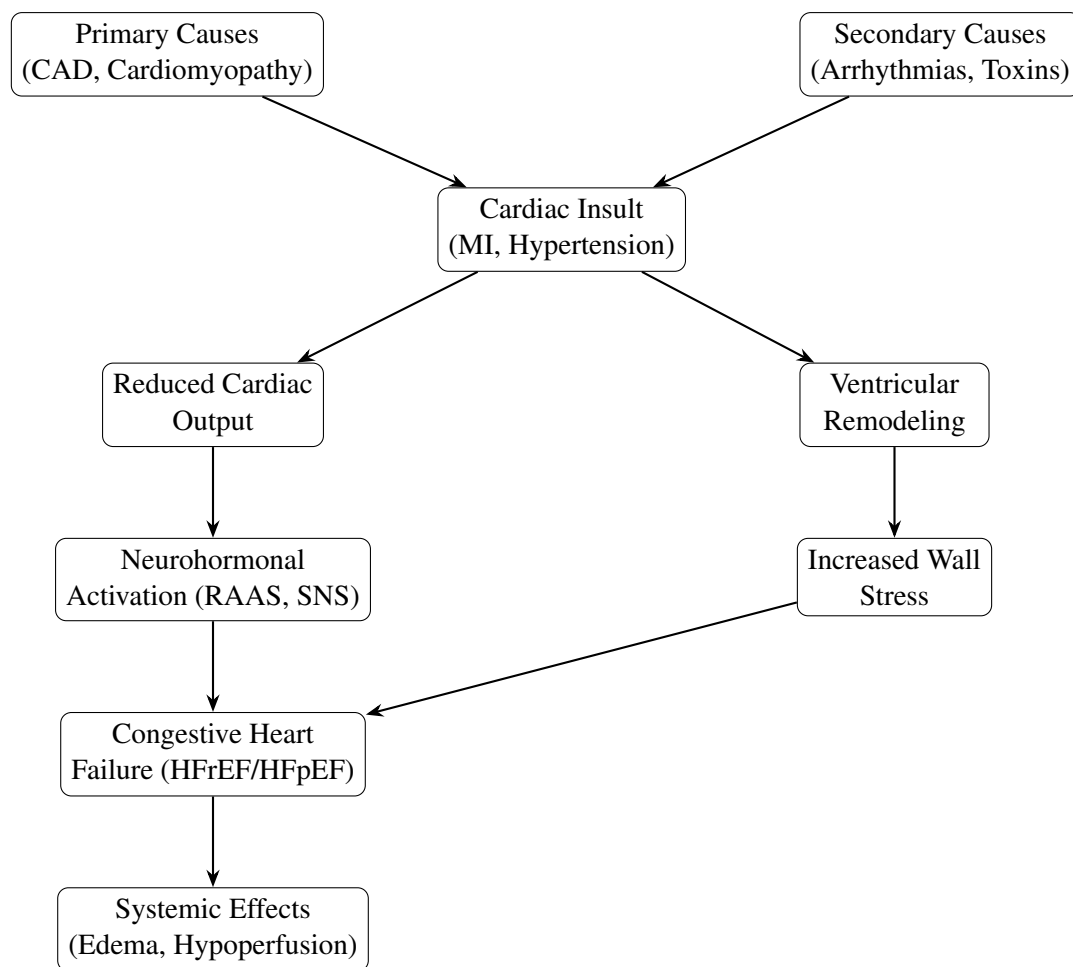 Primary Causes
(CAD, Cardiomyopathy)
Secondary Causes
(Arrhythmias, Toxins)
Cardiac Insult
(MI, Hypertension)
Reduced Cardiac
Output
Ventricular
Remodeling
Neurohormonal
Activation (RAAS, SNS)
Increased Wall
Stress
Congestive Heart
Failure (HFrEF/HFpEF)
Systemic Effects
(Edema, Hypoperfusion)